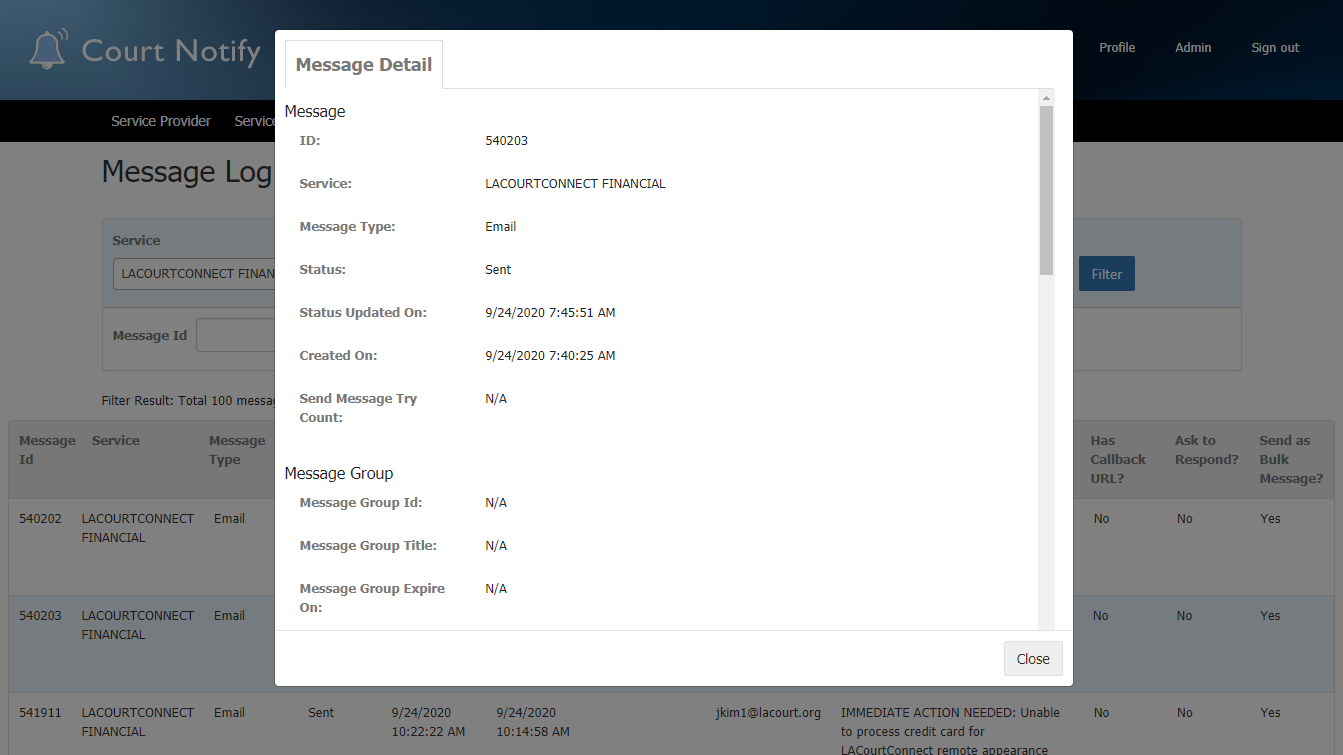 Court Notify
Profile Admin Sign out
Service Provider Service
Message Log
Service
LACOURTCONNECT FINAN
Filter
Message Id
Filter Result: Total 100 messag
Message Detail
Message
ID: 540203
Service: LACOURTCONNECT FINANCIAL
Message Type: Email
Status: Sent
Status Updated On: 9/24/2020 7:45:51 AM
Created On: 9/24/2020 7:40:25 AM
Send Message Try N/A
Count:
Message Group
Message Group Id: N/A
Message Group Title: N/A
Message Group Expire N/A
On:
Close
Message Service Message Has Ask to Send as
Id Type Callback Respond? Bulk
URL? Message?
540202 LACOURTCONNECT Email No No Yes
FINANCIAL
540203 LACOURTCONNECT Email No No Yes
FINANCIAL
541911 LACOURTCONNECT Email Sent 9/24/2020 9/24/2020 jkim1@lacourt.org IMMEDIATE ACTION NEEDED: Unable No No Yes
FINANCIAL 10:22:22 AM 10:14:58 AM to process credit card for
LACourtConnect remote appearance